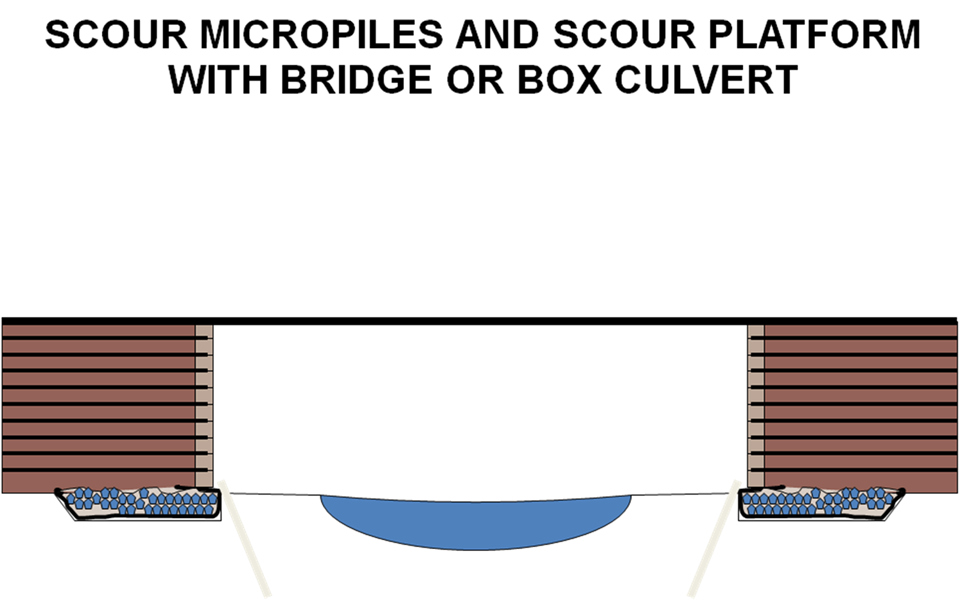 SCOUR MICROPILES AND SCOUR PLATFORM
WITH BRIDGE OR BOX CULVERT